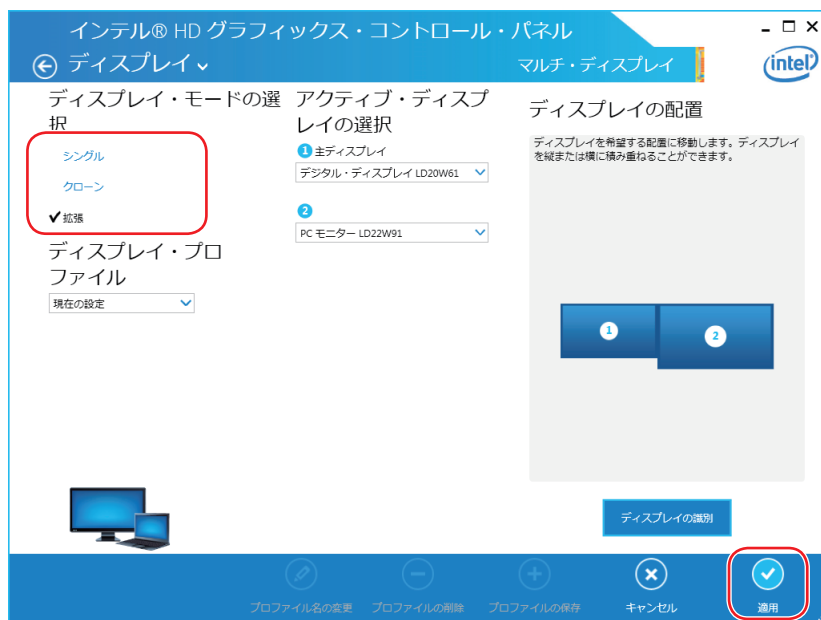 インテル® HD グラフィックス・コントロール・パネル
ディスプレイ
マルチ・ディスプレイ
intel
ディスプレイ・モードの選
択
シングル
クローン
拡張
ディスプレイ・プロ
ファイル
現在の設定
アクティブ・ディスプ
レイの選択
1 主ディスプレイ
デジタル・ディスプレイ LD20W61
2
PC モニター LD22W91
ディスプレイの配置
ディスプレイを希望する配置に移動します。ディスプレイ
を縦または横に積み重ねることができます。
1
2
ディスプレイの識別
プロファイル名の変更
プロファイルの削除
プロファイルの保存
キャンセル
適用